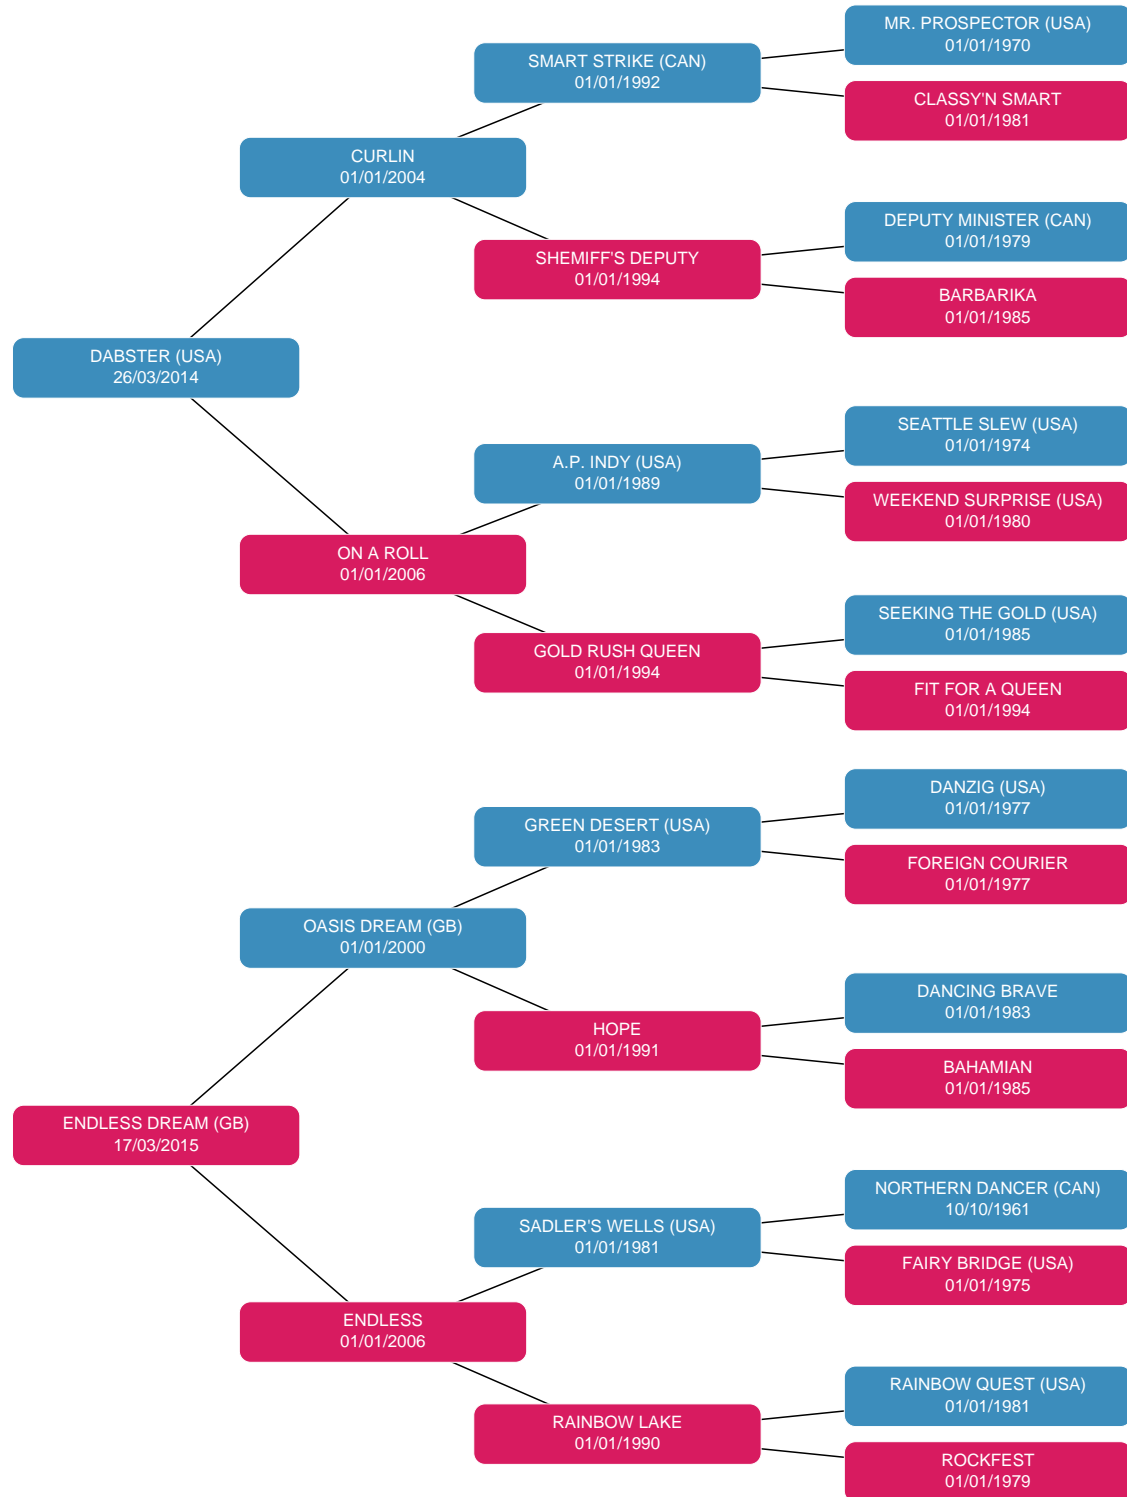 MR. PROSPECTOR (USA)
01/01/1970
SMART STRIKE (CAN)
01/01/1992
CLASSY'N SMART
01/01/1981
CURLIN
01/01/2004
DEPUTY MINISTER (CAN)
01/01/1979
SHEMIFF'S DEPUTY
01/01/1994
BARBARIKA
01/01/1985
DABSTER (USA)
26/03/2014
SEATTLE SLEW (USA)
01/01/1974
A.P. INDY (USA)
01/01/1989
WEEKEND SURPRISE (USA)
01/01/1980
ON A ROLL
01/01/2006
SEEKING THE GOLD (USA)
01/01/1985
GOLD RUSH QUEEN
01/01/1994
FIT FOR A QUEEN
01/01/1994
DANZIG (USA)
01/01/1977
GREEN DESERT (USA)
01/01/1983
FOREIGN COURIER
01/01/1977
OASIS DREAM (GB)
01/01/2000
DANCING BRAVE
01/01/1983
HOPE
01/01/1991
BAHAMIAN
01/01/1985
ENDLESS DREAM (GB)
17/03/2015
NORTHERN DANCER (CAN)
10/10/1961
SADLER'S WELLS (USA)
01/01/1981
FAIRY BRIDGE (USA)
01/01/1975
ENDLESS
01/01/2006
RAINBOW QUEST (USA)
01/01/1981
RAINBOW LAKE
01/01/1990
ROCKFEST
01/01/1979